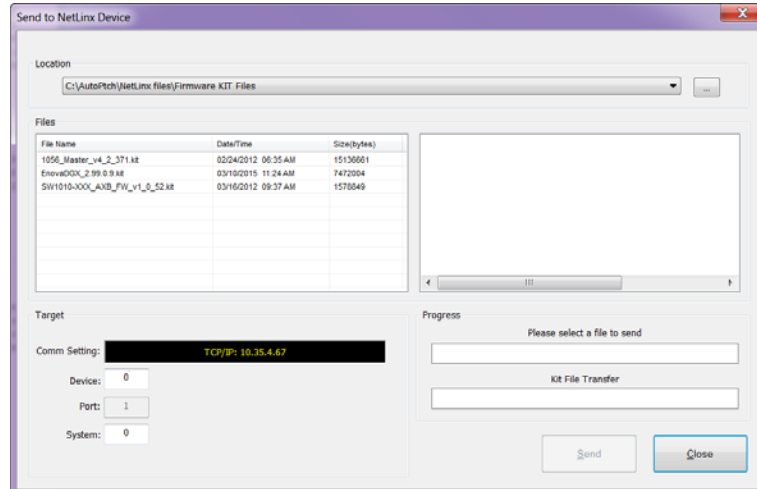 Send to NetLinx Device
Location
C:\AutoPtch\NetLinx files\Firmware KIT Files
...
Files
File Name Date/Time Size(bytes)
1056_Master_v4_2_371.kit 02/24/2012 06:35 AM 15136661
EnovaDGX_2.99.0.9.kit 03/10/2015 11:24 AM 7472004
SW1010-XXX_AXB_FW_v1_0_52.kit 03/16/2012 09:37 AM 1578849
Target
Comm Setting: TCP/IP: 10.35.4.67
Device: 0
Port: 1
System: 0
Progress
Please select a file to send
Kit File Transfer
Send
Close